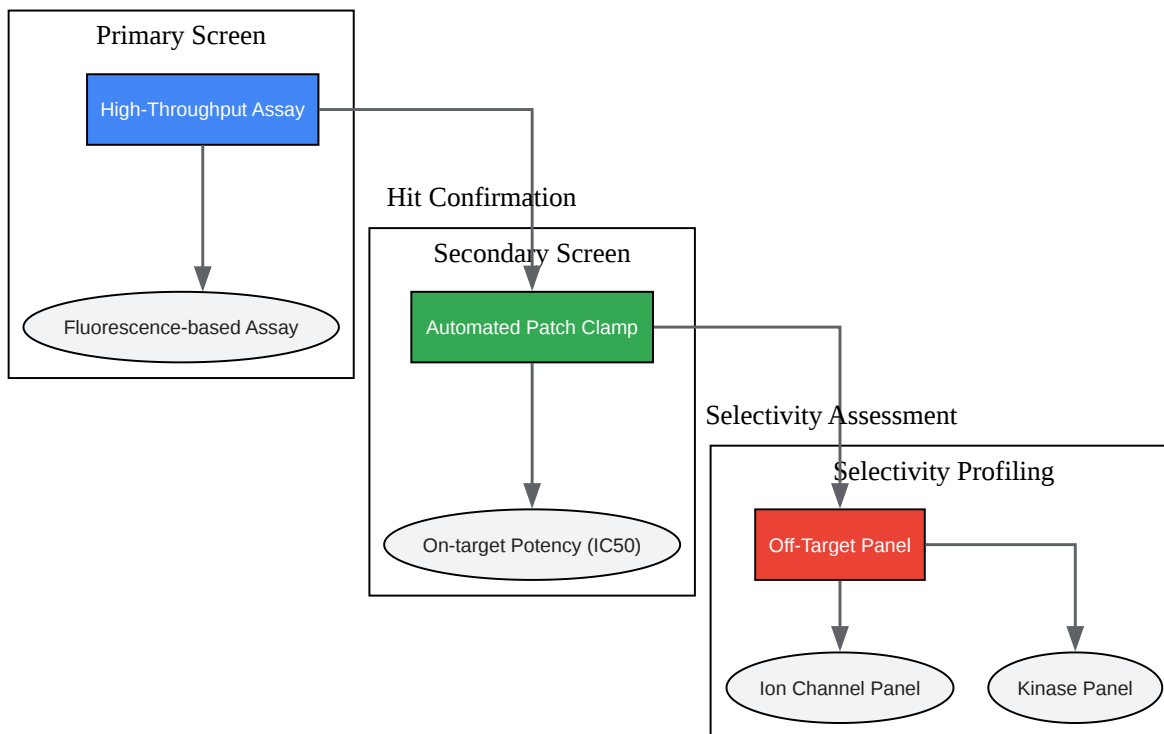 Primary Screen
High-Throughput Assay
Fluorescence-based Assay
Hit Confirmation
Secondary Screen
Automated Patch Clamp
On-target Potency (IC50)
Selectivity Assessment
Selectivity Profiling
Off-Target Panel
Ion Channel Panel
Kinase Panel